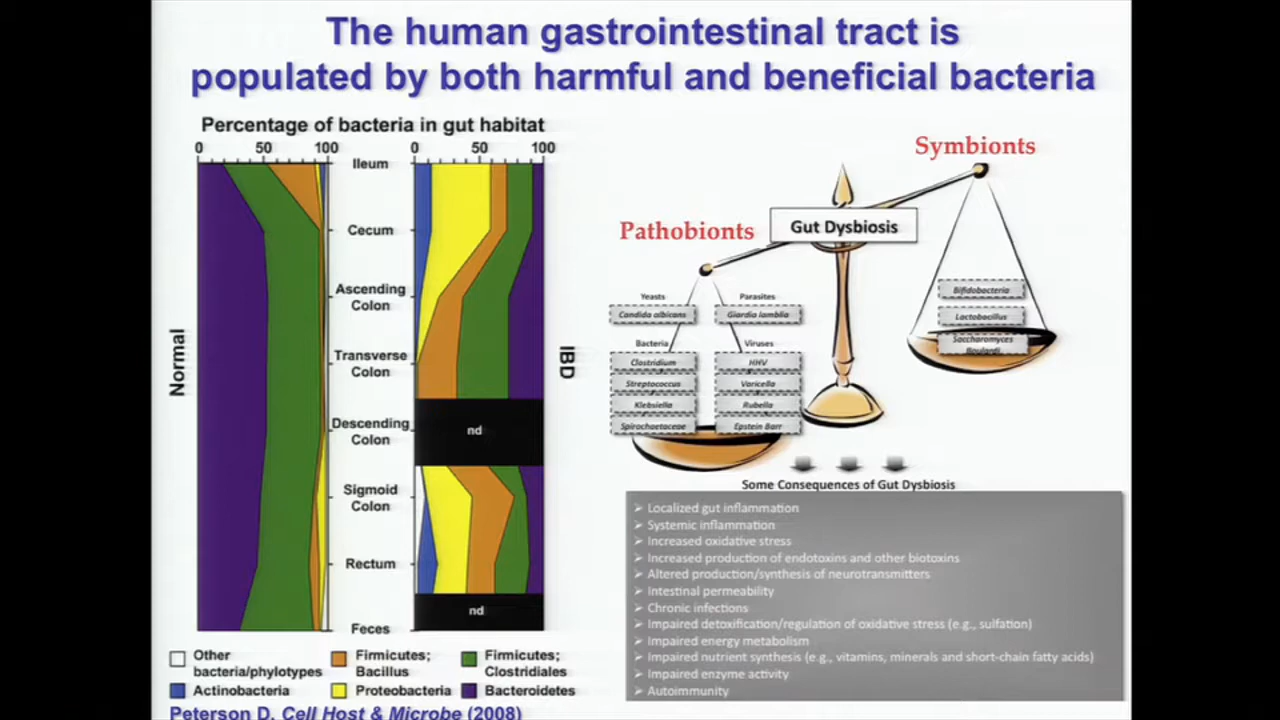 The human gastrointestinal tract is
populated by both harmful and beneficial bacteria
Percentage of bacteria in gut habitat
0 50 100
0 50 100
Normal
IBD
Ileum
Cecum
Ascending
Colon
Transverse
Colon
Descending
Colon
Sigmoid
Colon
Rectum
Feces
nd
nd
Other
bacteria/phylotypes
Firmicutes;
Bacillus
Firmicutes;
Clostridiales
Actinobacteria
Proteobacteria
Bacteroidetes
Peterson D, Cell Host & Microbe (2008)
Symbionts
Pathobionts
Gut Dysbiosis
Yeasts
Candida albicans
Parasites
Giardia lamblia
Bacteria
Clostridium
Streptococcus
Klebsiella
Spirochaetaceae
Viruses
HHV
Varicella
Rubella
Epstein Barr
Bifidobacteria
Lactobacillus
Saccharomyces
Boulardi
Some Consequences of Gut Dysbiosis
➢ Localized gut inflammation
➢ Systemic inflammation
➢ Increased oxidative stress
➢ Increased production of endotoxins and other biotoxins
➢ Altered production/synthesis of neurotransmitters
➢ Intestinal permeability
➢ Chronic infections
➢ Impaired detoxification/regulation of oxidative stress (e.g., sulfation)
➢ Impaired energy metabolism
➢ Impaired nutrient synthesis (e.g., vitamins, minerals and short-chain fatty acids)
➢ Impaired enzyme activity
➢ Autoimmunity